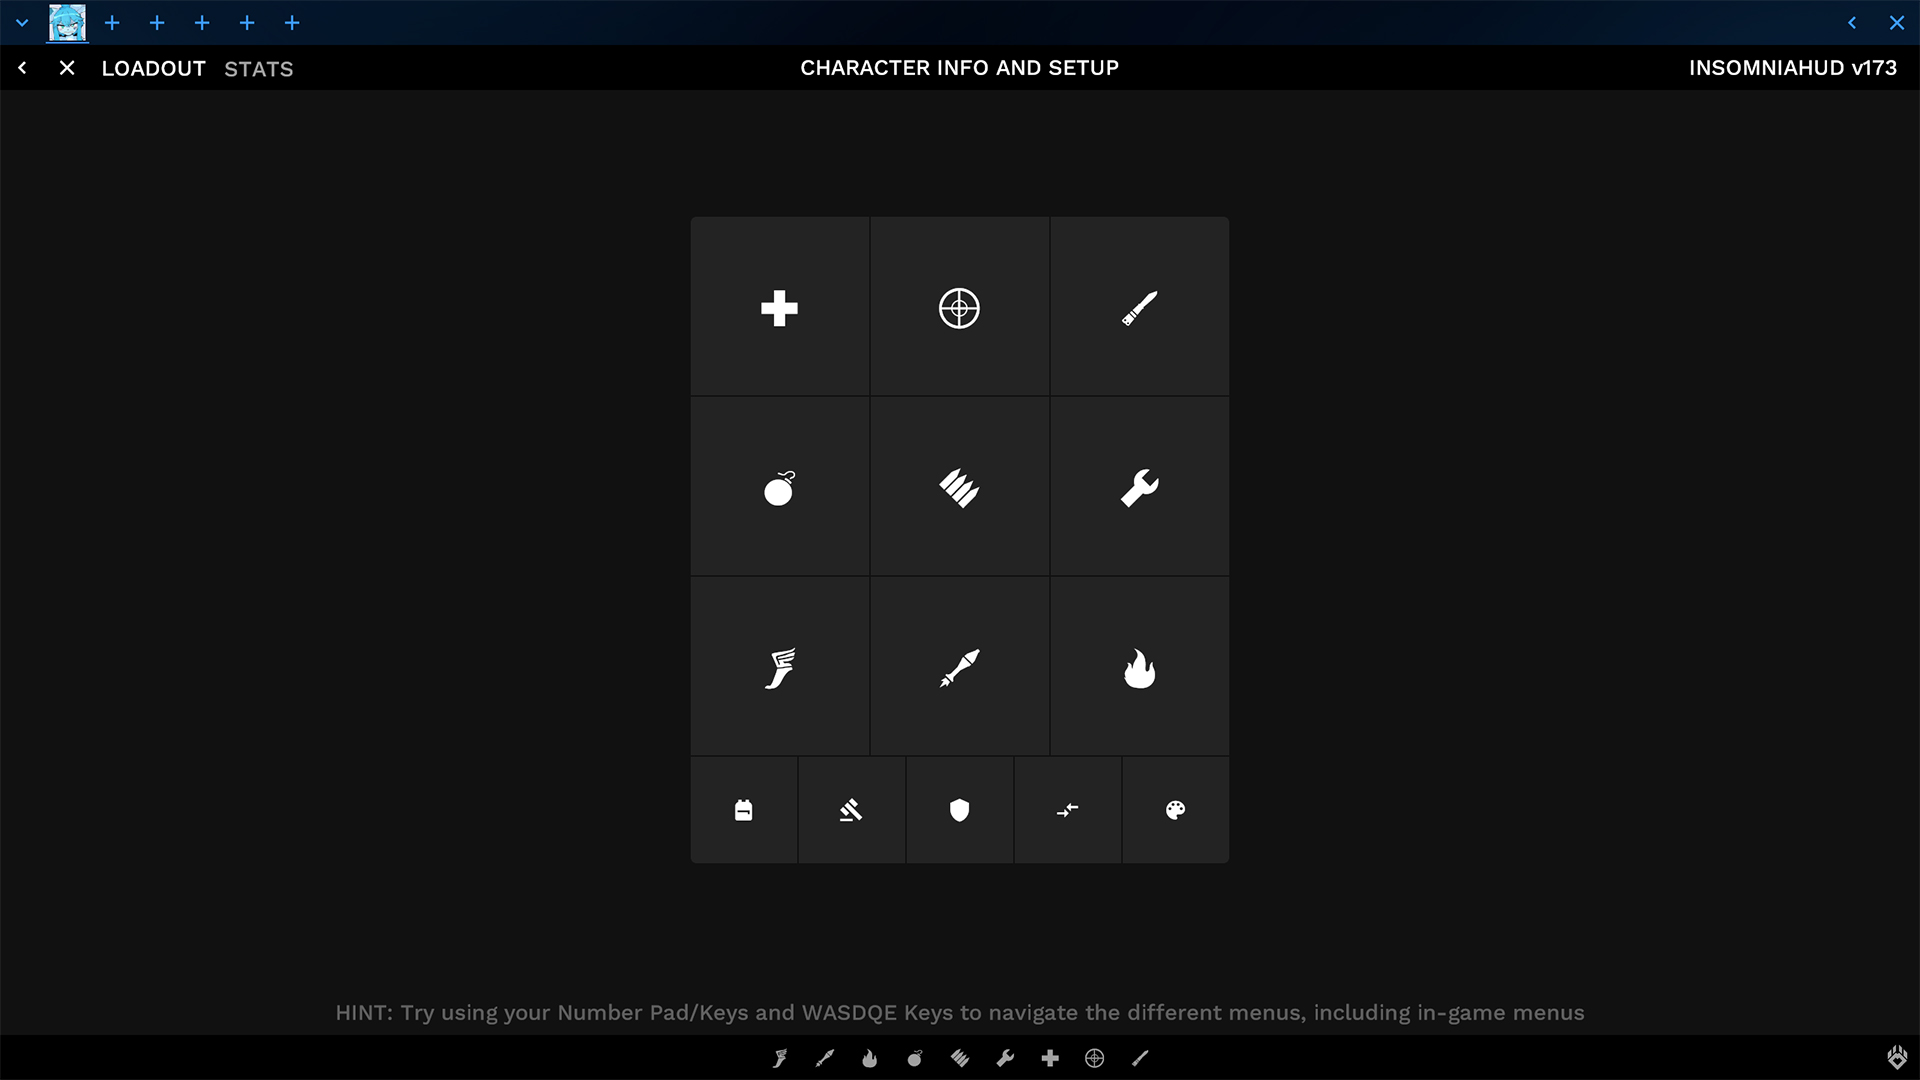 LOADOUT STATS
CHARACTER INFO AND SETUP
INSOMNIAHUD v173
HINT: Try using your Number Pad/Keys and WASDQE Keys to navigate the different menus, including in-game menus